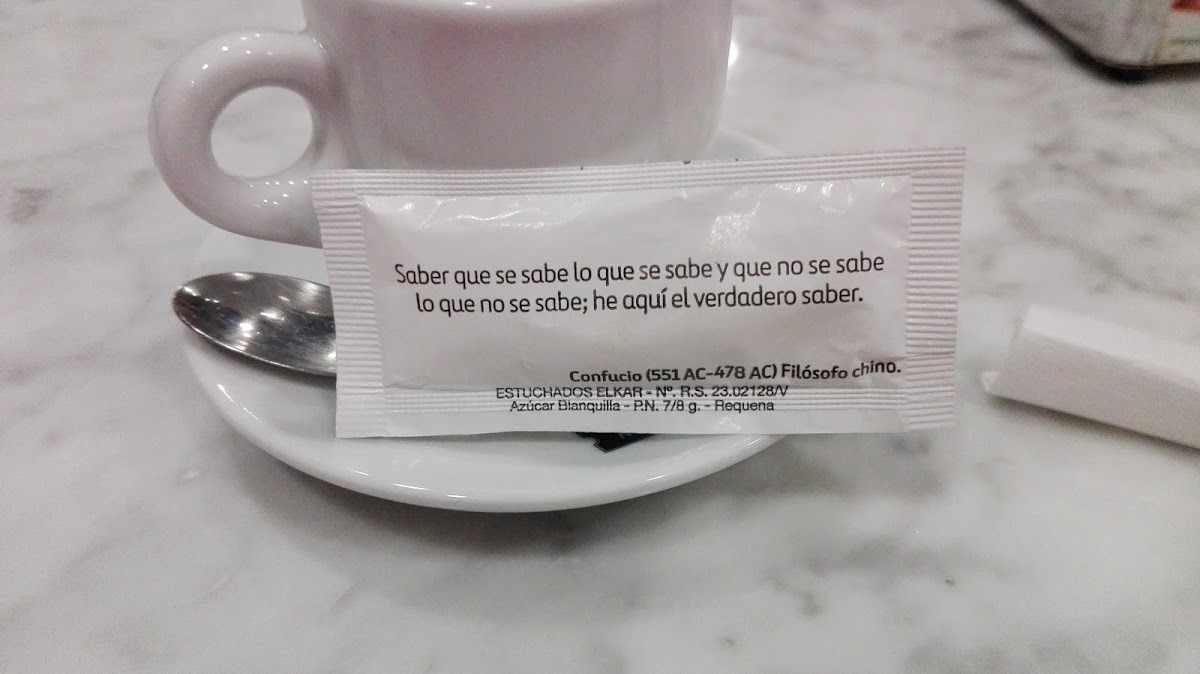 Saber que se sabe lo que se sabe y que no se sabe
lo que no se sabe; he aquí el verdadero saber.
Confucio (551 AC-478 AC) Filósofo chino.
ESTUCHADOS ELKAR - Nº. R.S. 23.02128/V
Azúcar Blanquilla - P.N. 7/8 g. - Requena